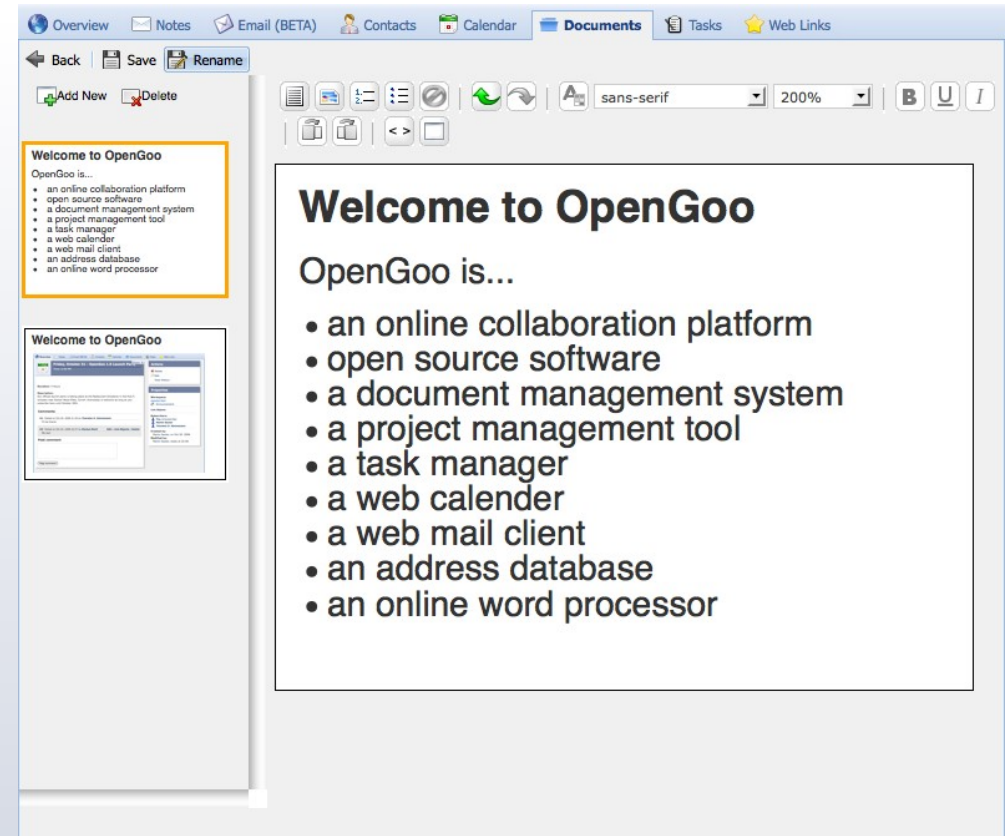 Overview Notes Email (BETA) Contacts Calendar Documents Tasks Web Links
Back Save Rename
Add New Delete
sans-serif 200% B U I
< >
Welcome to OpenGoo
OpenGoo is...
• an online collaboration platform
• open source software
• a document management system
• a project management tool
• a task manager
• a web calender
• a web mail client
• an address database
• an online word processor
Welcome to OpenGoo
Welcome to OpenGoo
OpenGoo is...
• an online collaboration platform
• open source software
• a document management system
• a project management tool
• a task manager
• a web calender
• a web mail client
• an address database
• an online word processor